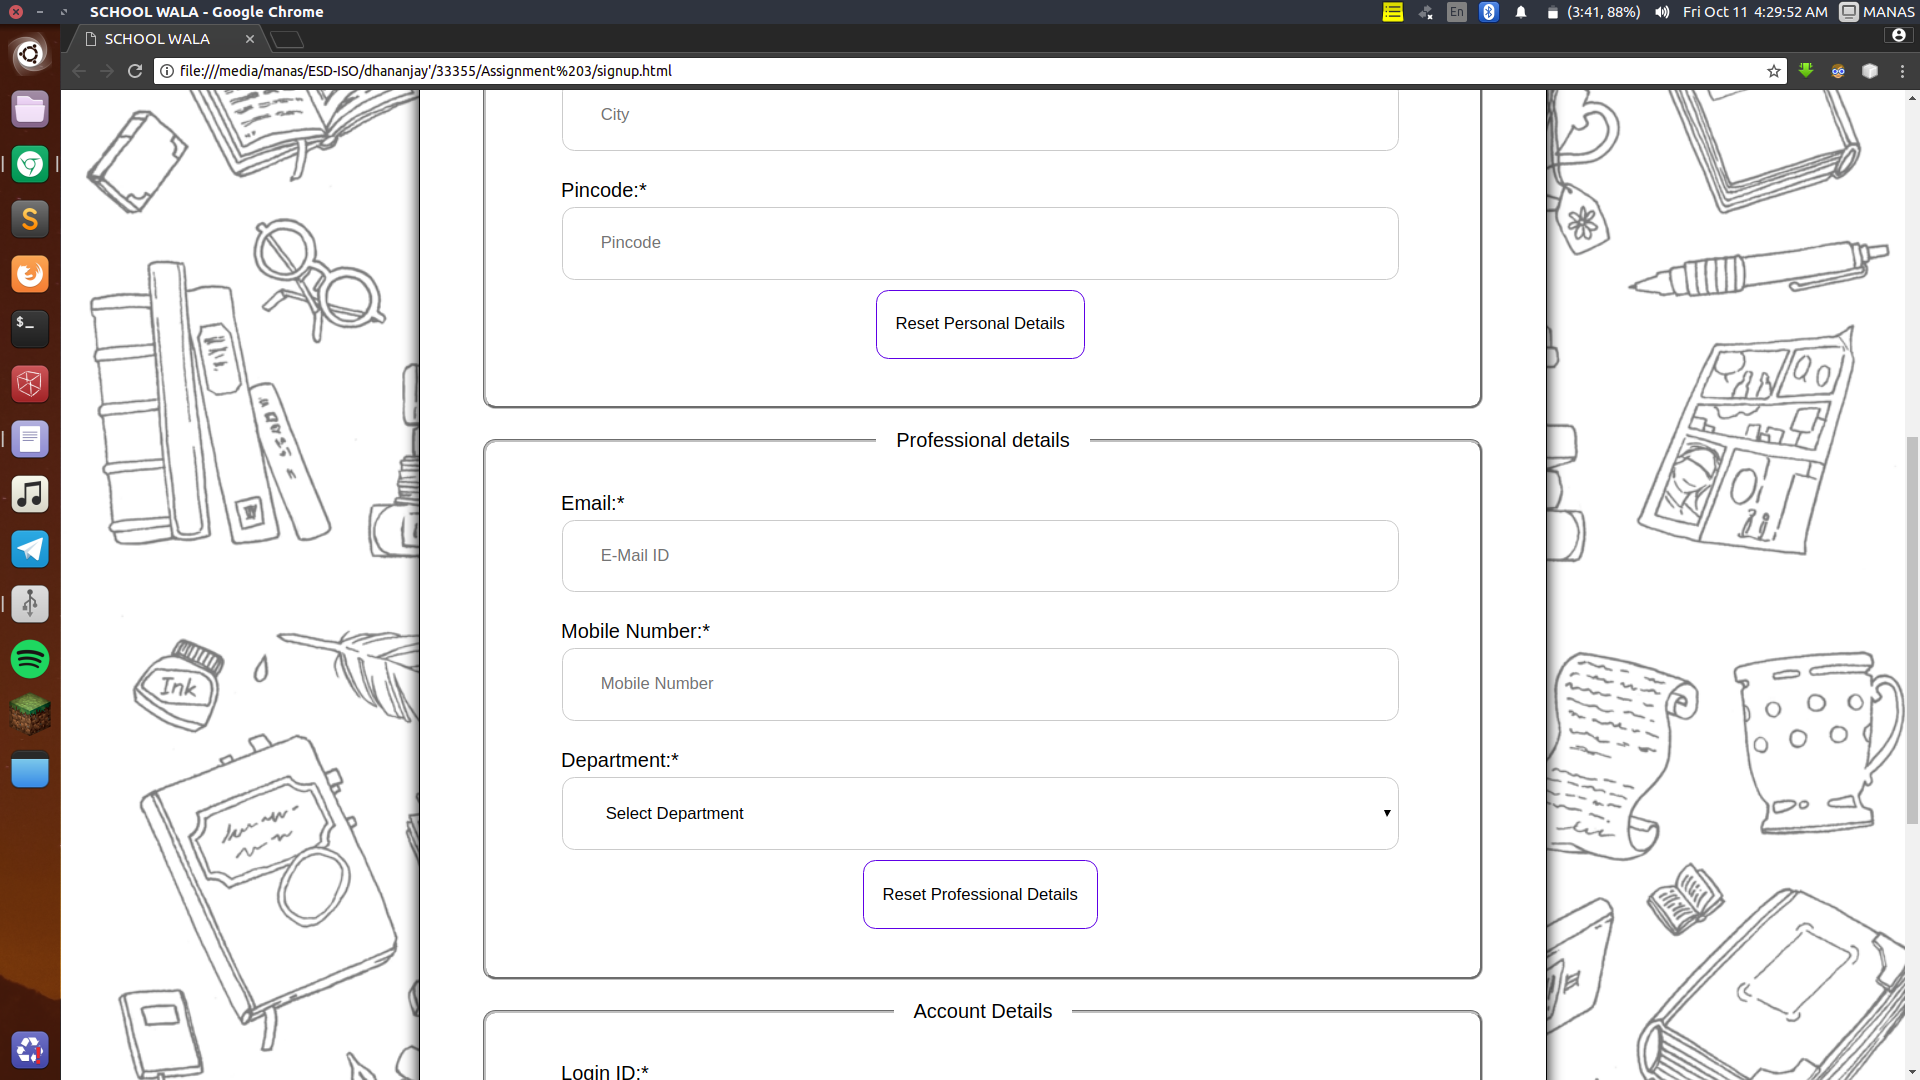 SCHOOL WALA - Google Chrome
En
(3:41, 88%)
Fri Oct 11 4:29:52 AM
MANAS
SCHOOL WALA
file:///media/manas/ESD-ISO/dhananjay'/33355/Assignment%203/signup.html
City
Pincode:*
Pincode
Reset Personal Details
Professional details
Email:*
E-Mail ID
Mobile Number:*
Mobile Number
Department:*
Select Department
Reset Professional Details
Account Details
Login ID:*
Ink